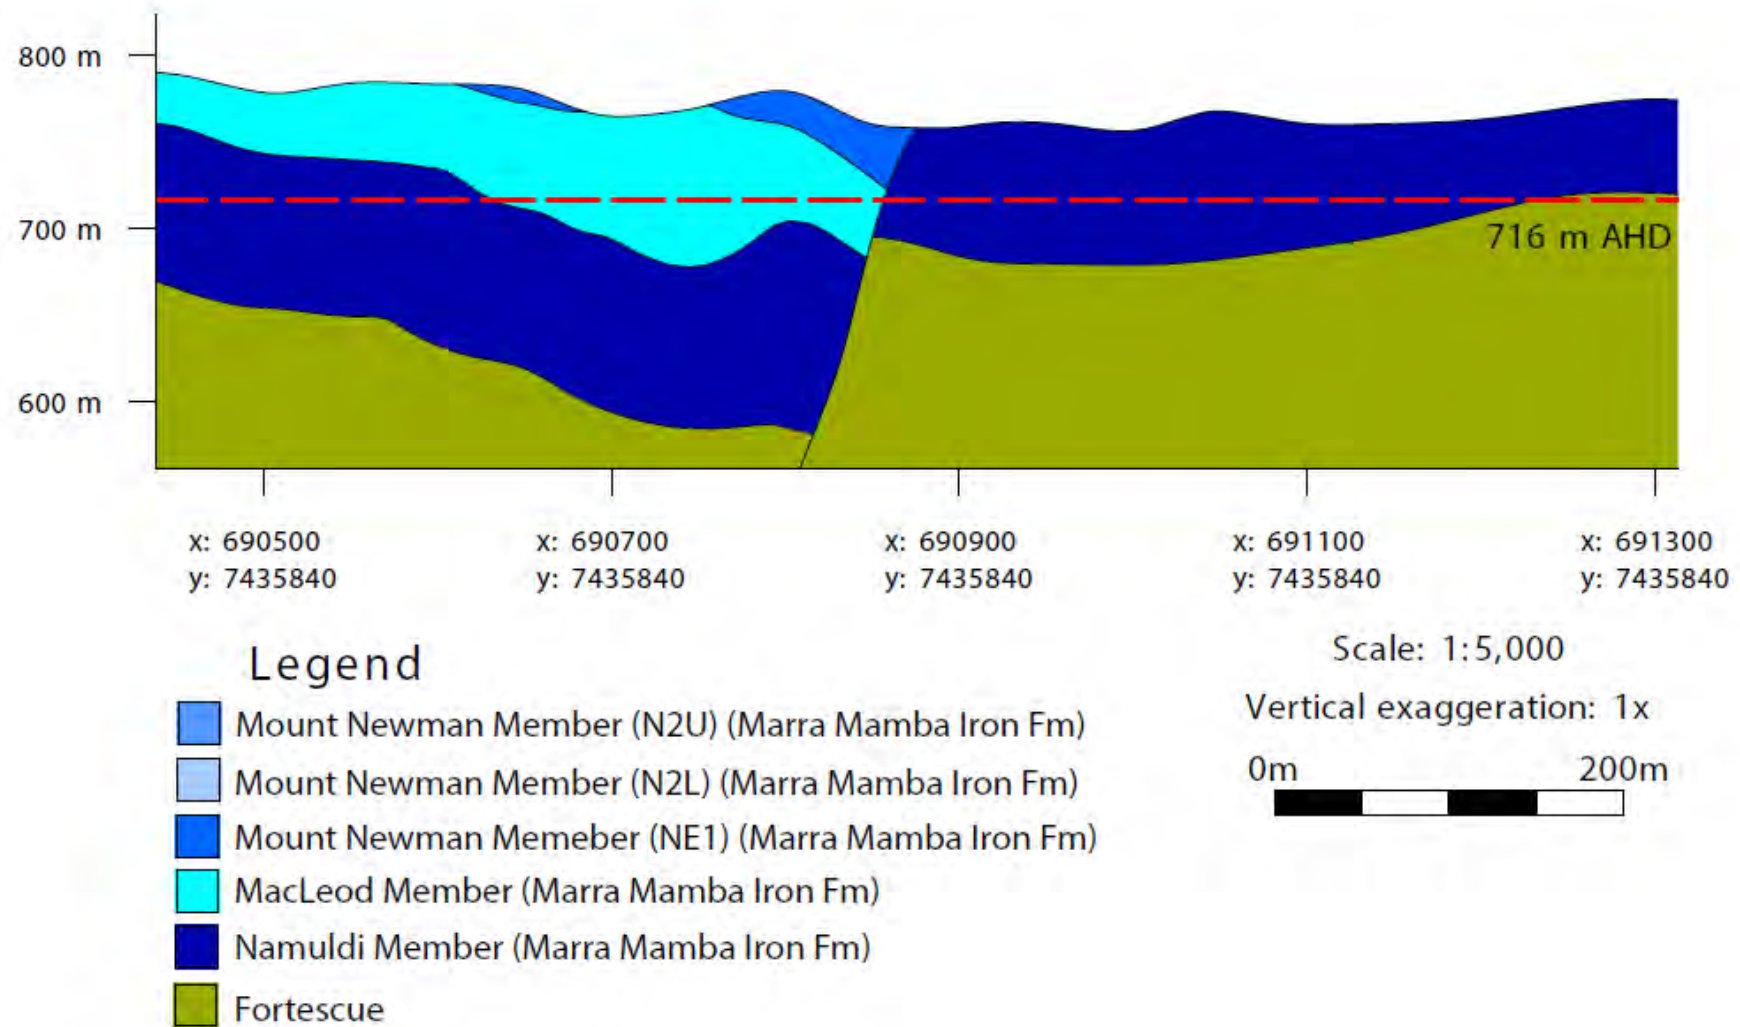 800 m
700 m
716 m AHD
600 m
x: 690500
y: 7435840
x: 690700
y: 7435840
x: 690900
y: 7435840
x: 691100
y: 7435840
x: 691300
y: 7435840
Legend
Mount Newman Member (N2U) (Marra Mamba Iron Fm)
Mount Newman Member (N2L) (Marra Mamba Iron Fm)
Mount Newman Memeber (NE1) (Marra Mamba Iron Fm)
MacLeod Member (Marra Mamba Iron Fm)
Namuldi Member (Marra Mamba Iron Fm)
Fortescue
Scale: 1:5,000
Vertical exaggeration: 1x
0m 200m